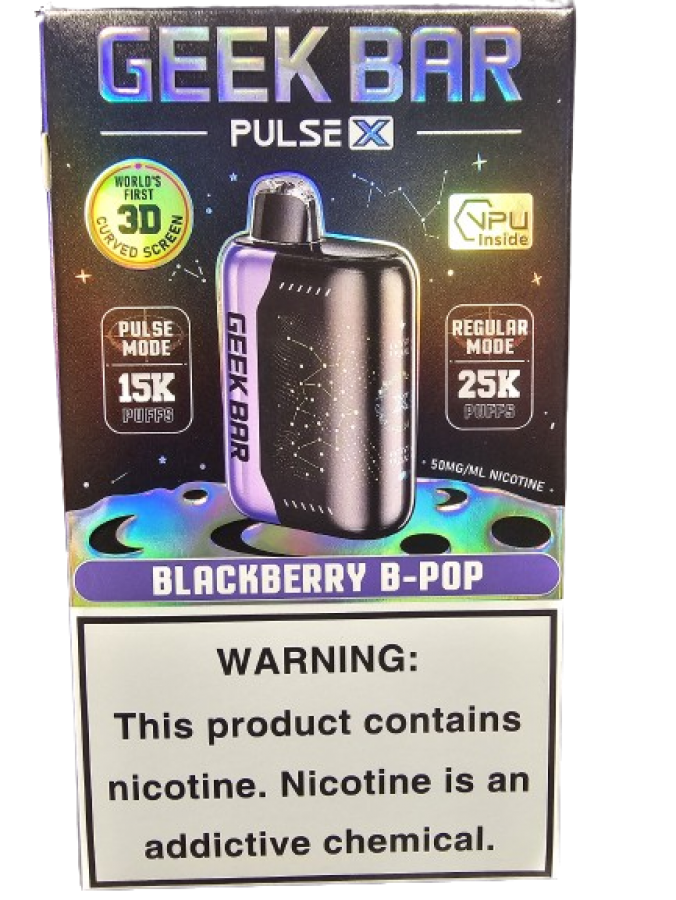 GEEK BAR
PULSE X
WORLD'S
FIRST
3D
CURVED SCREEN
VPU
Inside
PULSE
MODE
15K
PUFFS
REGULAR
MODE
25K
PUFFS
GEEK BAR
50MG/ML NICOTINE
BLACKBERRY B-POP
WARNING:
This product contains
nicotine. Nicotine is an
addictive chemical.